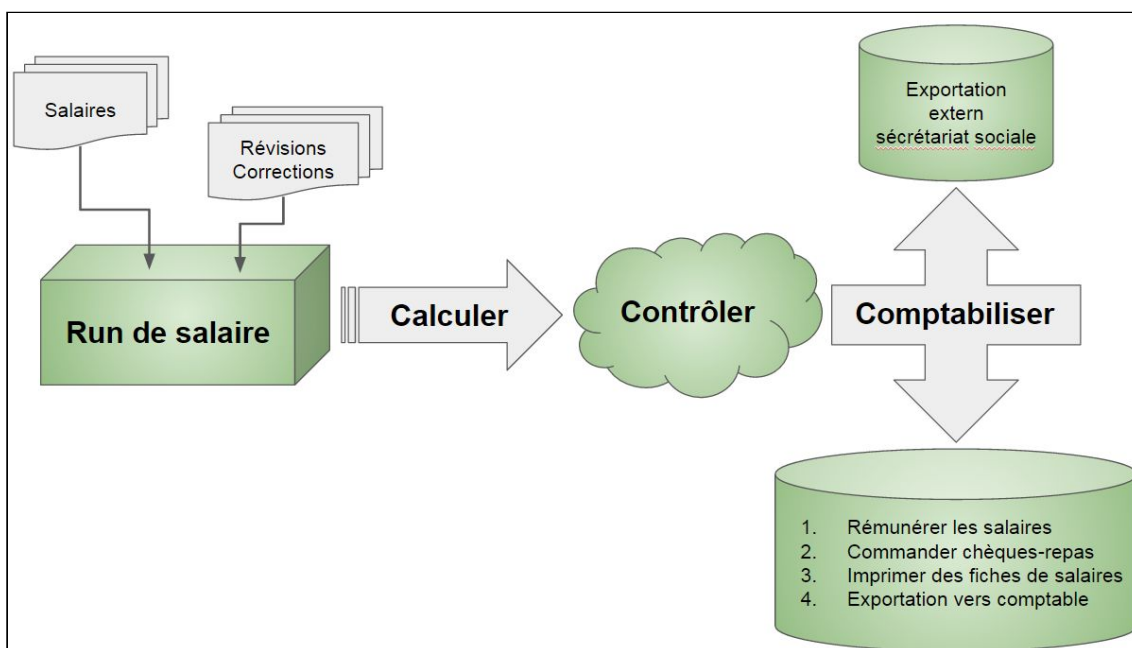 Salaires
Révisions
Corrections
Run de salaire
Calculer
Contrôler
Comptabiliser
Exportation
extern
sécrétariat sociale
1. Rémunérer les salaires
2. Commander chèques-repas
3. Imprimer des fiches de salaires
4. Exportation vers comptable